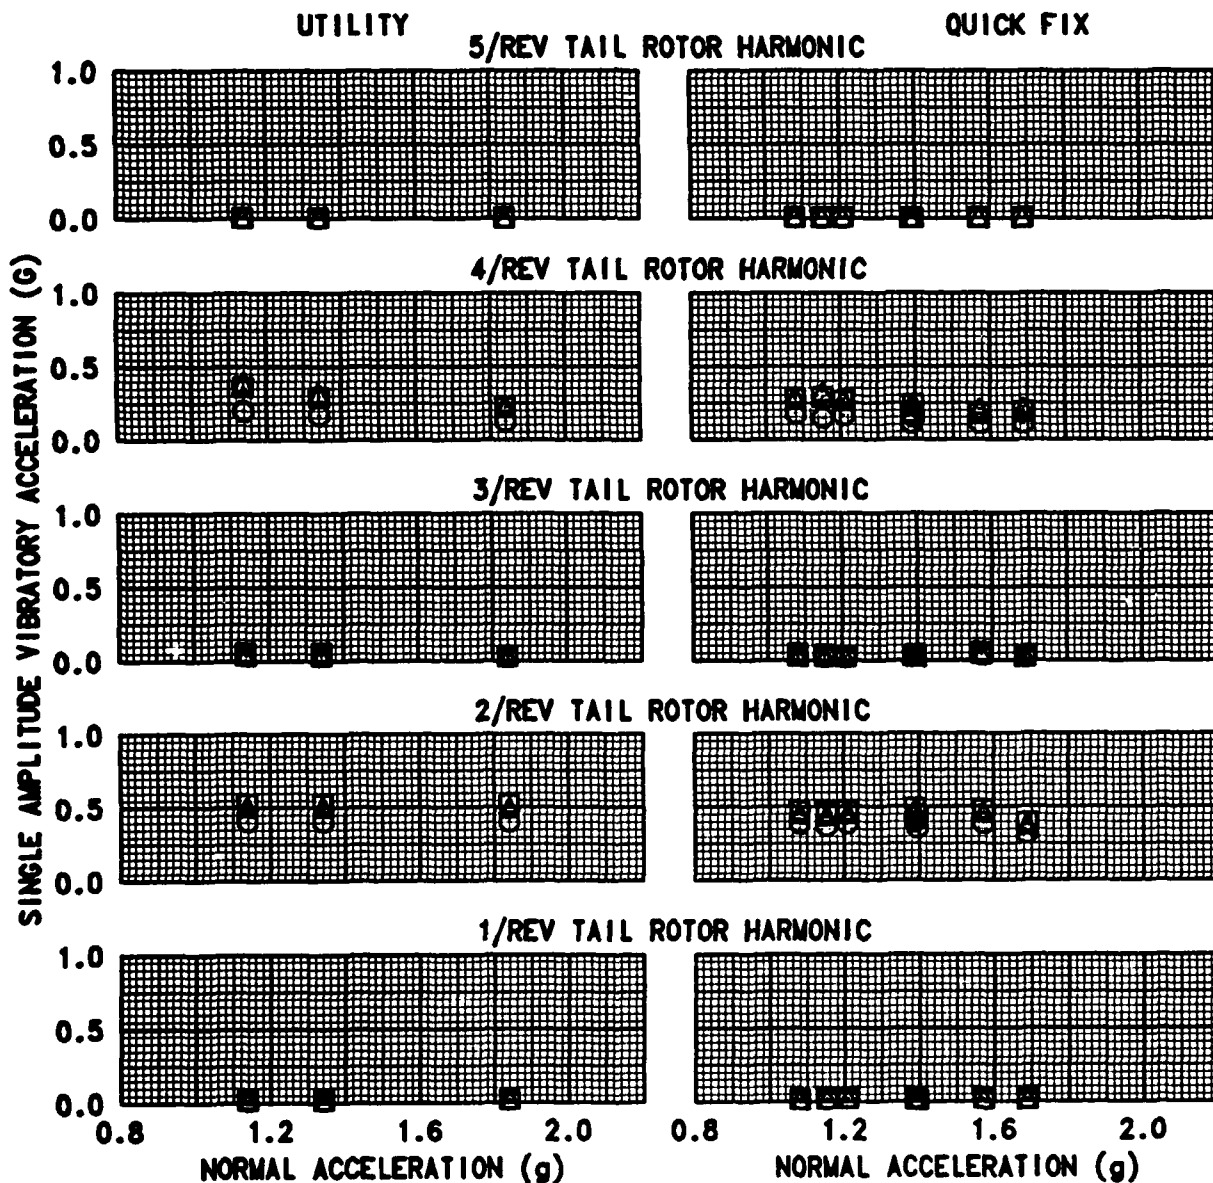 UTILITY QUICK FIX
5/REV TAIL ROTOR HARMONIC
1.0
0.5
0.0
4/REV TAIL ROTOR HARMONIC
1.0
0.5
0.0
3/REV TAIL ROTOR HARMONIC
1.0
0.5
0.0
2/REV TAIL ROTOR HARMONIC
1.0
0.5
0.0
1/REV TAIL ROTOR HARMONIC
1.0
0.5
0.0
SINGLE AMPLITUDE VIBRATORY ACCELERATION (G)
0.8 1.2 1.6 2.0 0.8 1.2 1.6 2.0
NORMAL ACCELERATION (g) NORMAL ACCELERATION (g)